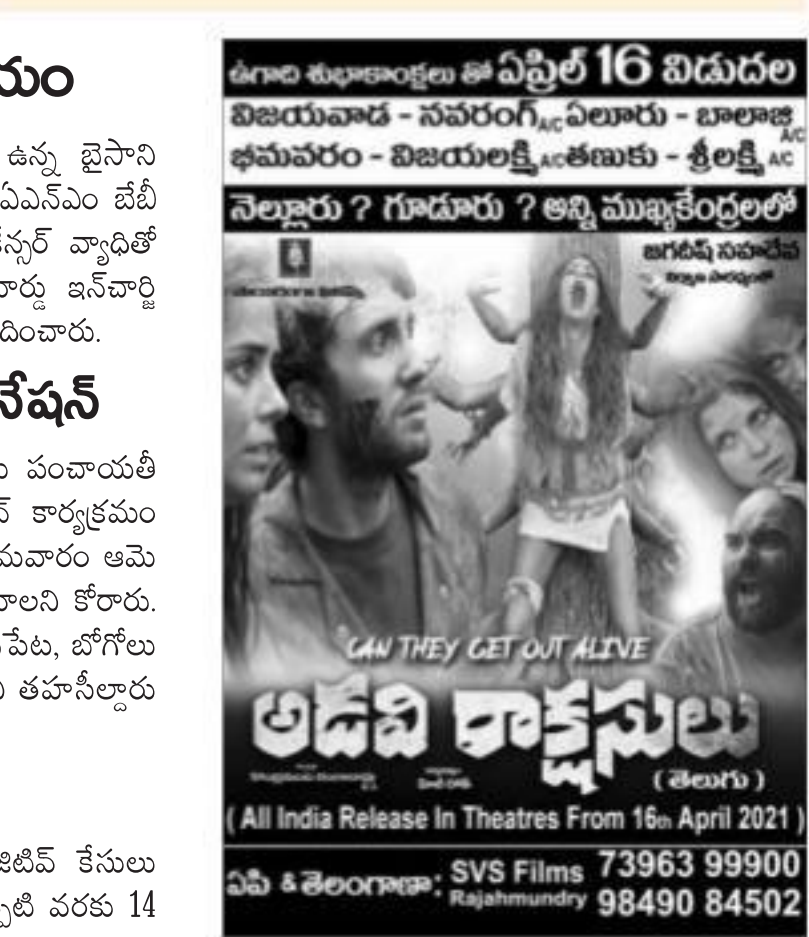 యం
ఉన్న బైసాని
ఏఎన్ఎం బేబీ
కేన్సర్ వ్యాధితో
వార్డు ఇన్‌చార్జి
దించారు.
నేషన్
పంచాయతీ
కార్యక్రమం
మవారం ఆమె
కోరారు.
పేట, బోగోలు
తహసీల్దారు
జిటివ్ కేసులు
ప్పటి వరకు 14
ఉగాది శుభాకాంక్షలు తో ఏప్రిల్ 16 విడుదల
విజయవాడ - నవరంగ్ A/C ఏలూరు - బాలాజి A/C
భీమవరం - విజయలక్ష్మి A/C తణుకు - శ్రీలక్ష్మి A/C
నెల్లూరు ? గూడూరు ? అన్ని ముఖ్యకేంద్రలలో
జగదీష్ సహదేవ
CAN THEY GET OUT ALIVE
అడవి రాక్షసులు
( తెలుగు )
( All India Release In Theatres From 16th April 2021 )
ఏపి & తెలంగాణా: SVS Films 73963 99900
Rajahmundry 98490 84502